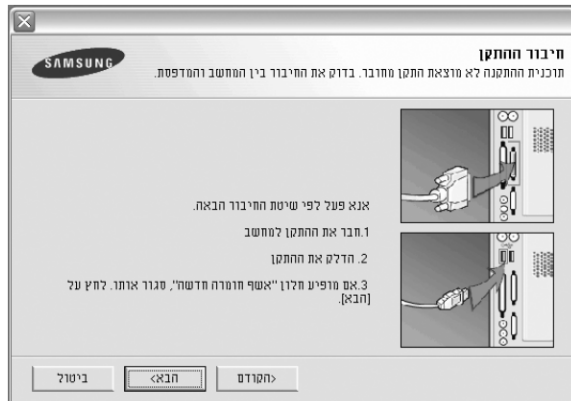 חיבור ההתקן
תוכנית ההתקנה לא מוצאת התקן מחובר. בדוק את החיבור בין המחשב והמדפסת.
SAMSUNG
אנא פעל לפי שיטת החיבור הבאה.
1.חבר את ההתקן למחשב
2. הדלק את ההתקן
3.אם מופיע חלון "אשף חומרה חדשה", סגור אותו. לחץ על
[הבא].
<הקודם
הבא>
ביטול